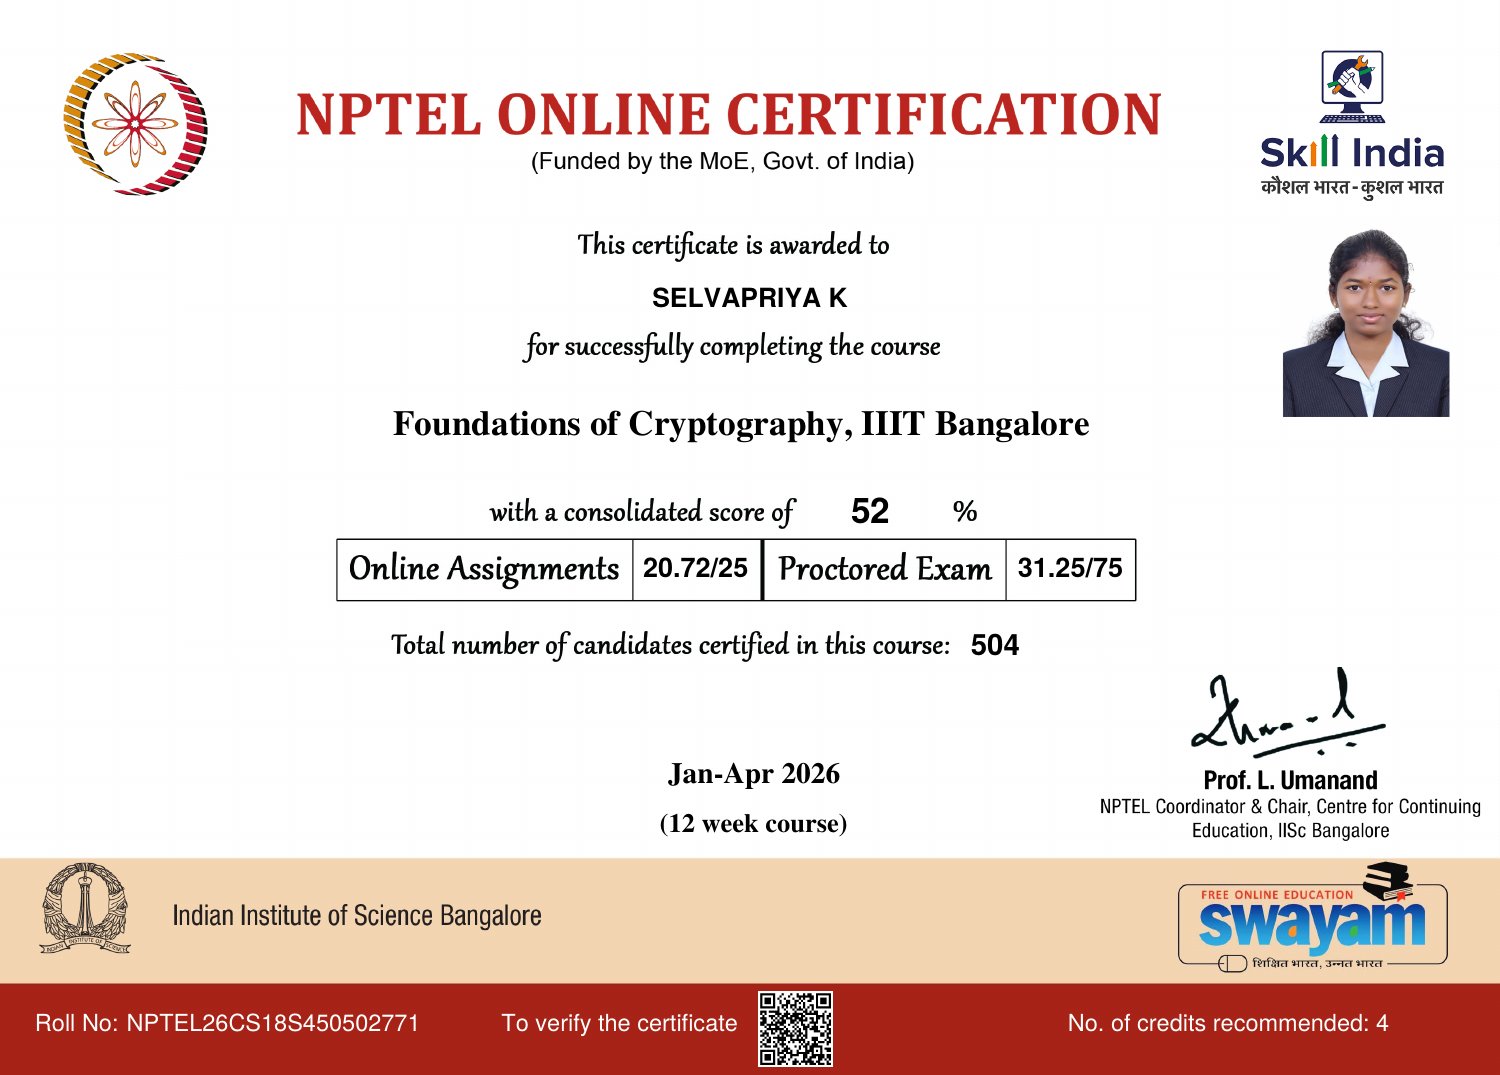 NPTEL ONLINE CERTIFICATION
(Funded by the MoE, Govt. of India)
Skill India
कौशल भारत - कुशल भारत
This certificate is awarded to
SELVAPRIYA K
for successfully completing the course
Foundations of Cryptography, IIIT Bangalore
with a consolidated score of 52 %
Online Assignments 20.72/25 Proctored Exam 31.25/75
Total number of candidates certified in this course: 504
Jan-Apr 2026
(12 week course)
Prof. L. Umanand
NPTEL Coordinator & Chair, Centre for Continuing
Education, IISc Bangalore
INDIAN INSTITUTE OF SCIENCE
Indian Institute of Science Bangalore
FREE ONLINE EDUCATION
swayam
शिक्षित भारत, उन्नत भारत
Roll No: NPTEL26CS18S450502771
To verify the certificate
No. of credits recommended: 4